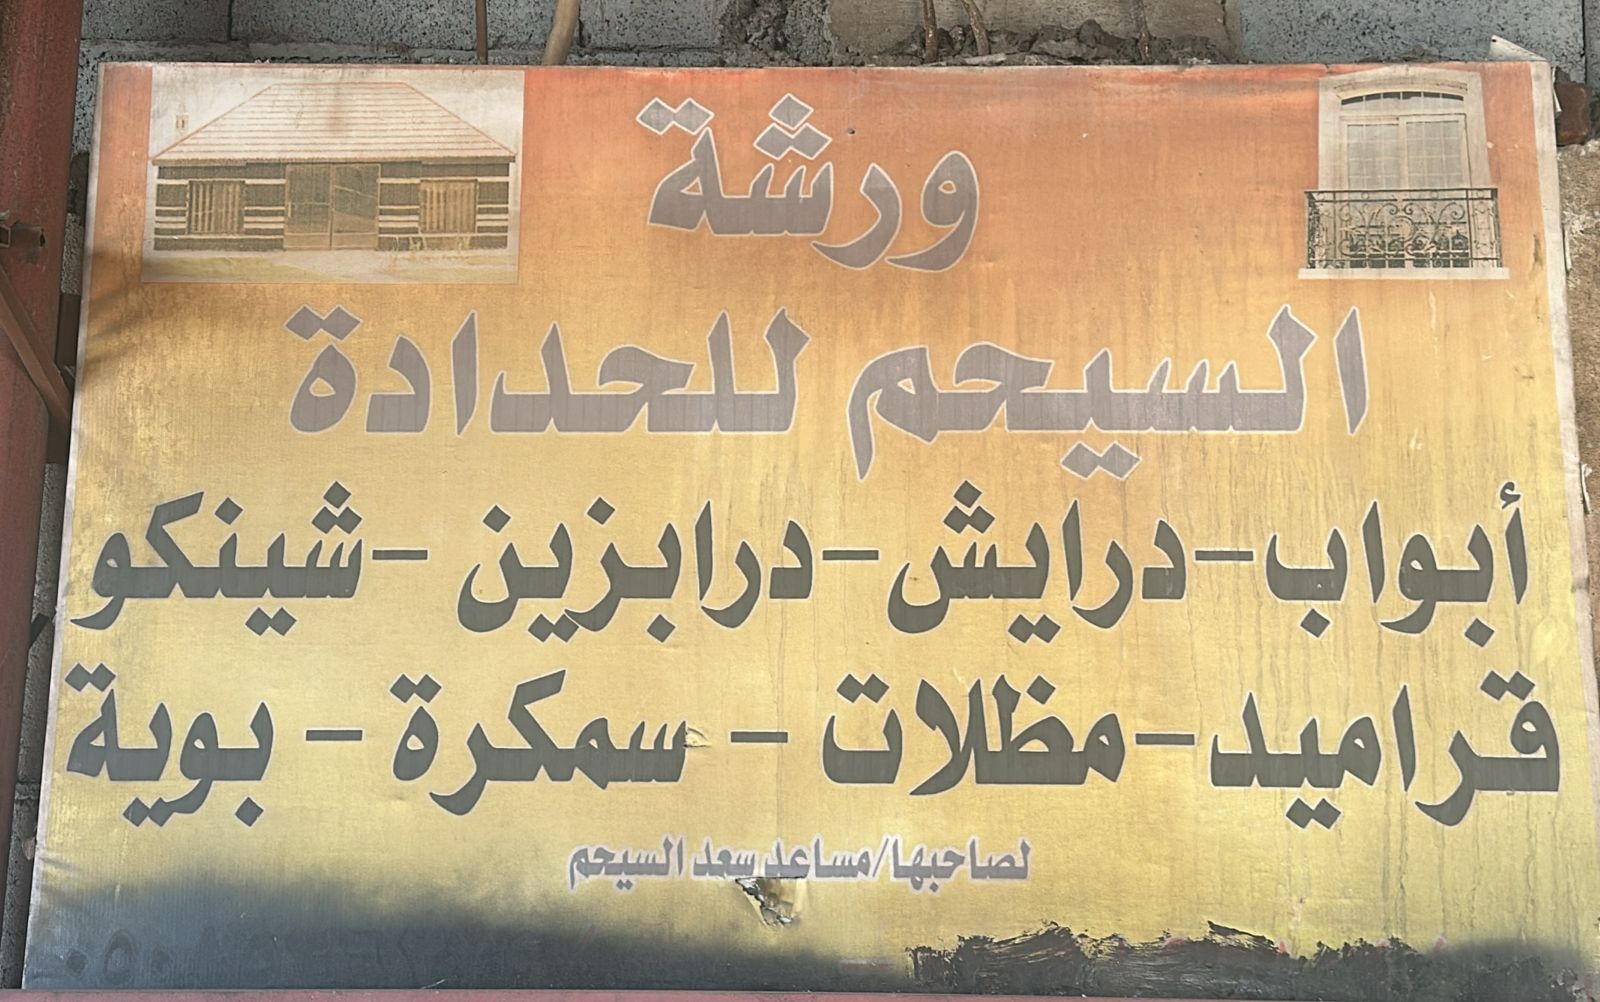 ورشة
السيحم للحدادة
أبواب - درايش - درابزين - شينكو
قراميد - مظلات - سمكرة - بوية
لصاحبها/مساعد سعد السيحم